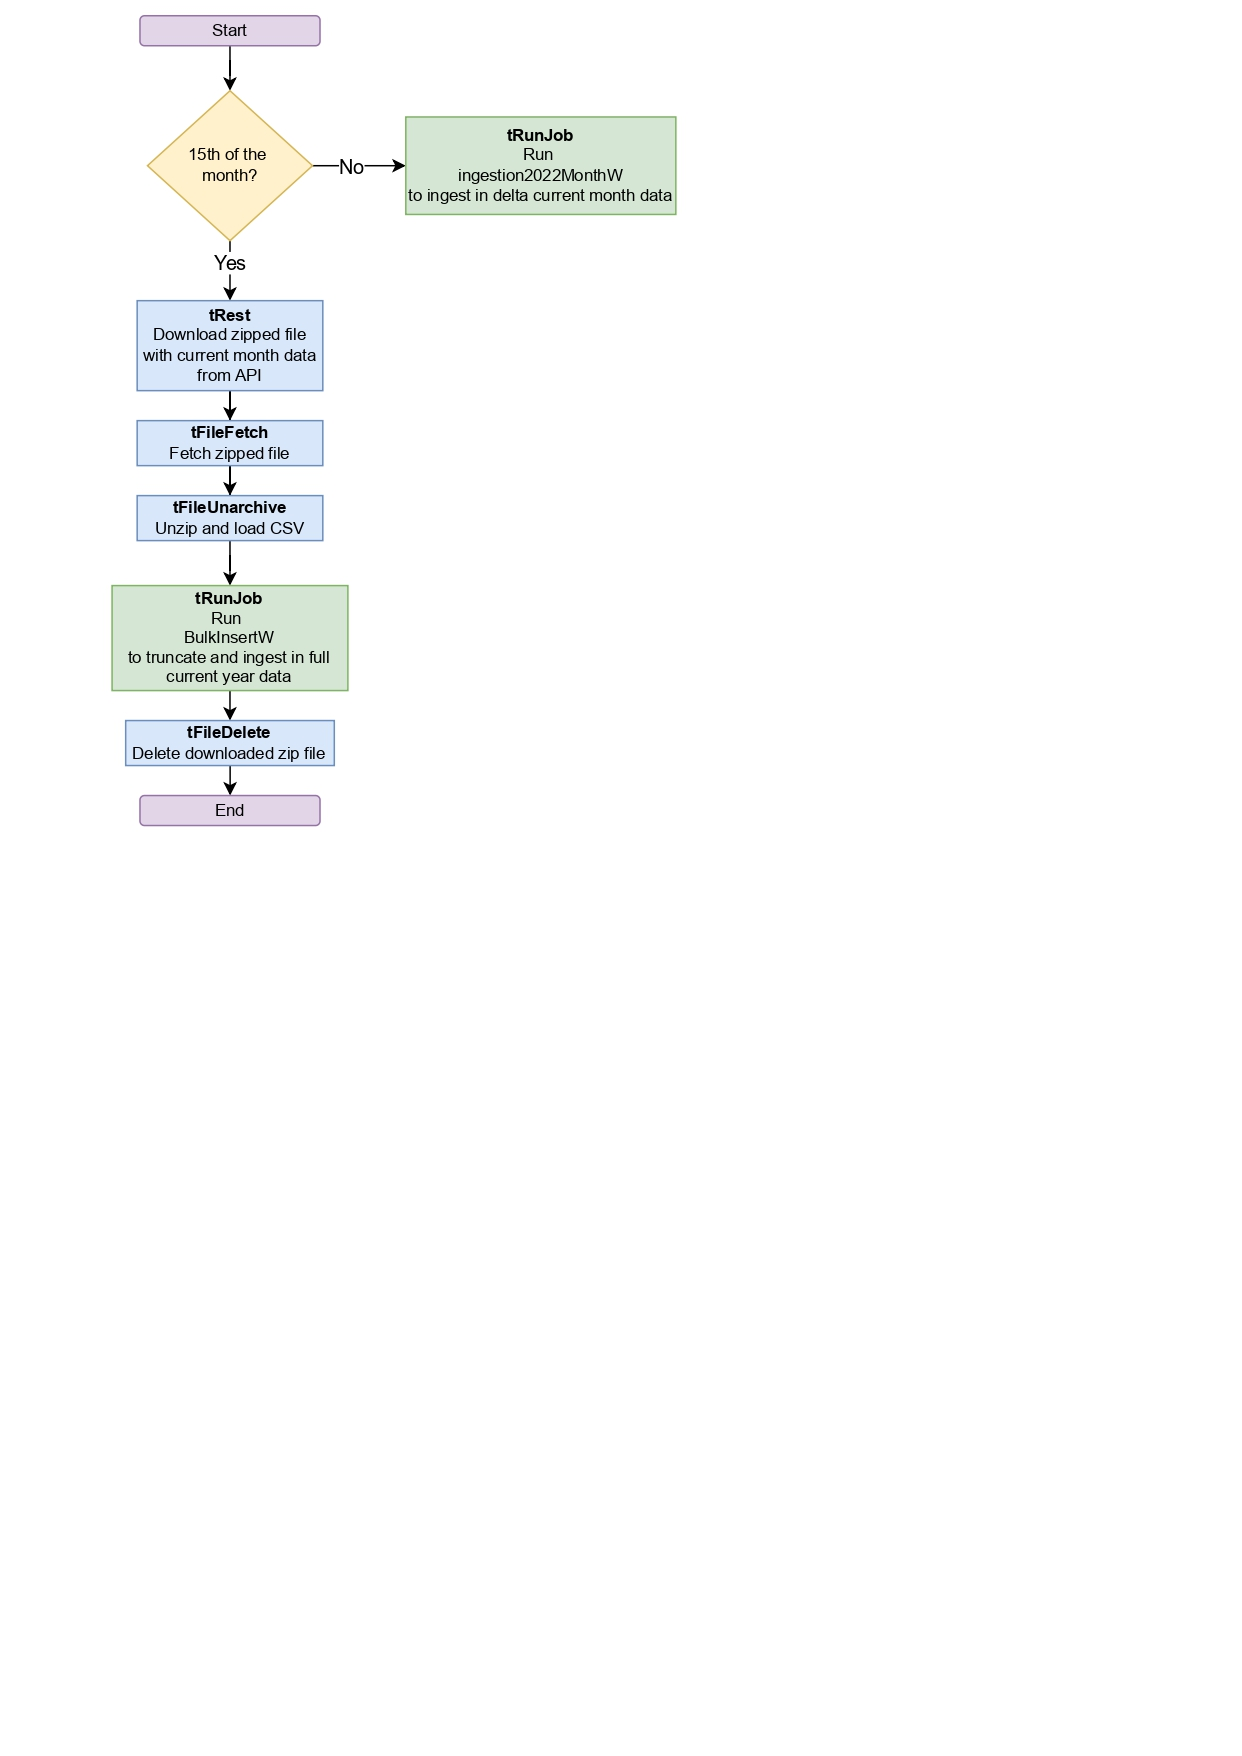 Start
15th of the
month?
No
tRunJob
Run
ingestion2022MonthW
to ingest in delta current month data
Yes
tRest
Download zipped file
with current month data
from API
tFileFetch
Fetch zipped file
tFileUnarchive
Unzip and load CSV
tRunJob
Run
BulkInsertW
to truncate and ingest in full
current year data
tFileDelete
Delete downloaded zip file
End